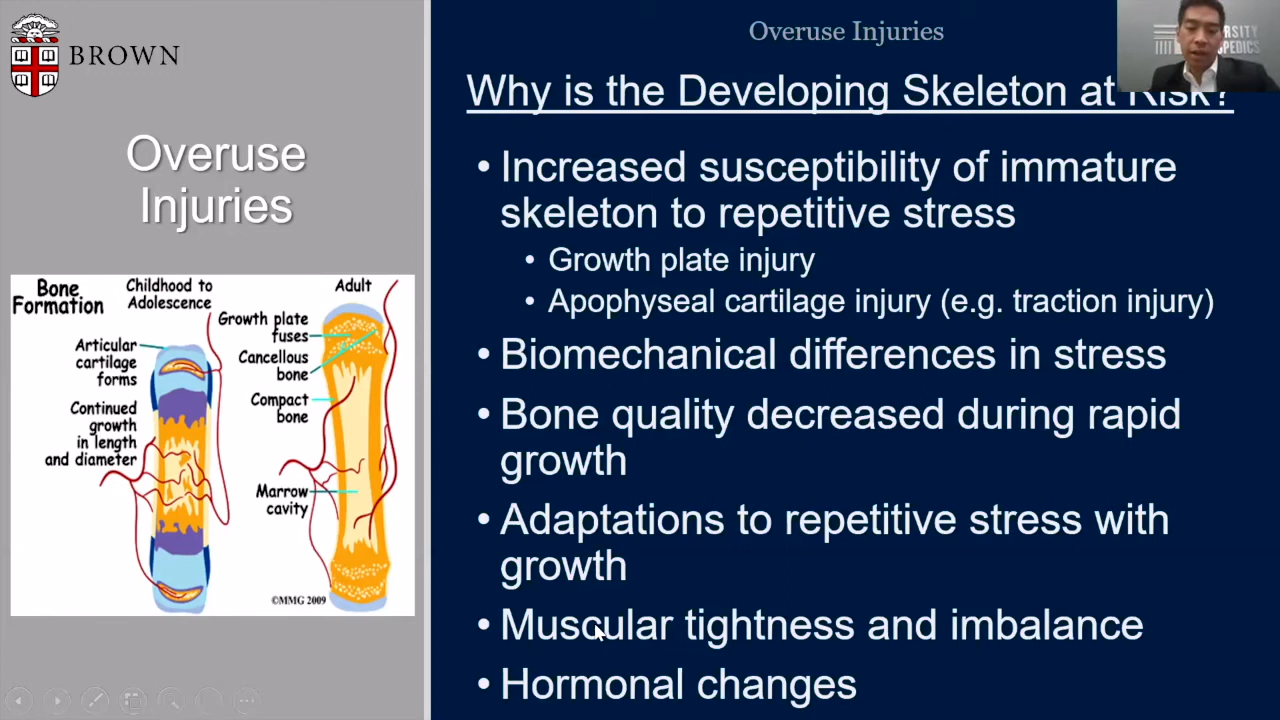 BROWN
Overuse
Injuries
Bone
Formation
Childhood to
Adolescence
Adult
Articular
cartilage
forms
Continued
growth
in length
and diameter
Growth plate
fuses
Cancellous
bone
Compact
bone
Marrow
cavity
©MMG 2009
Overuse Injuries
Why is the Developing Skeleton at Risk?
• Increased susceptibility of immature
skeleton to repetitive stress
• Growth plate injury
• Apophyseal cartilage injury (e.g. traction injury)
• Biomechanical differences in stress
• Bone quality decreased during rapid
growth
• Adaptations to repetitive stress with
growth
• Muscular tightness and imbalance
• Hormonal changes